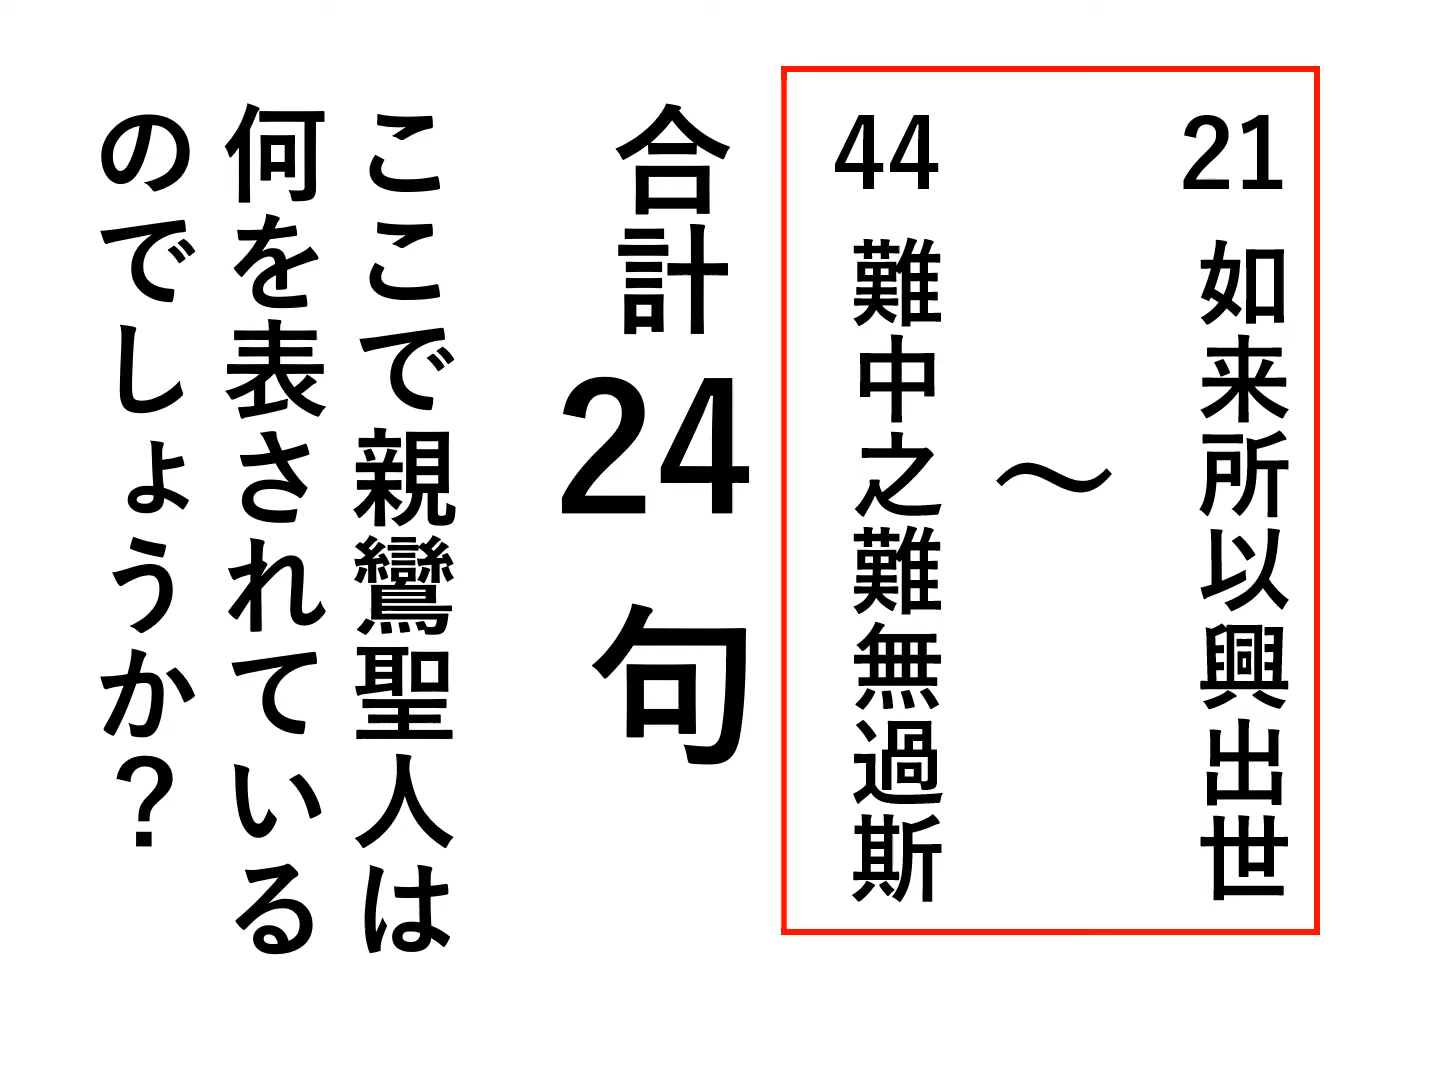 21 如来所以興出世
〜
44 難中之難無過斯
合計24句
ここで親鸞聖人は
何を表されている
のでしょうか?